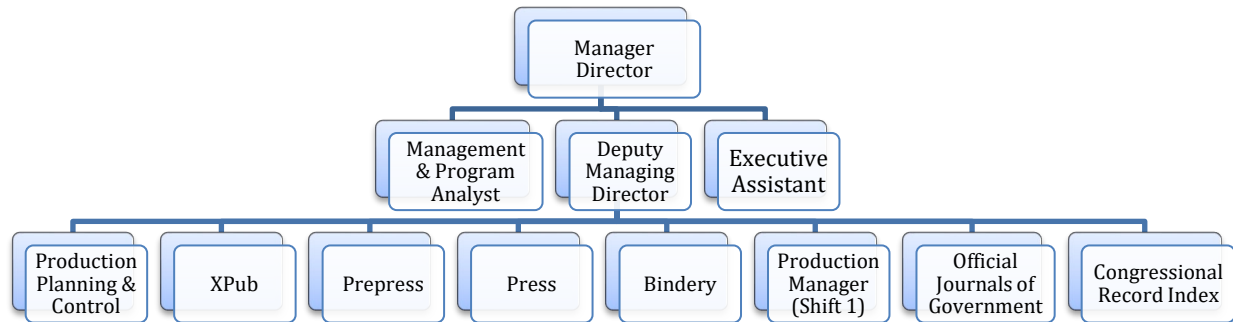 Manager
Director
Management
& Program
Analyst
Deputy
Managing
Director
Executive
Assistant
Production
Planning &
Control
XPub
Prepress
Press
Bindery
Production
Manager
(Shift 1)
Official
Journals of
Government
Congressional
Record Index